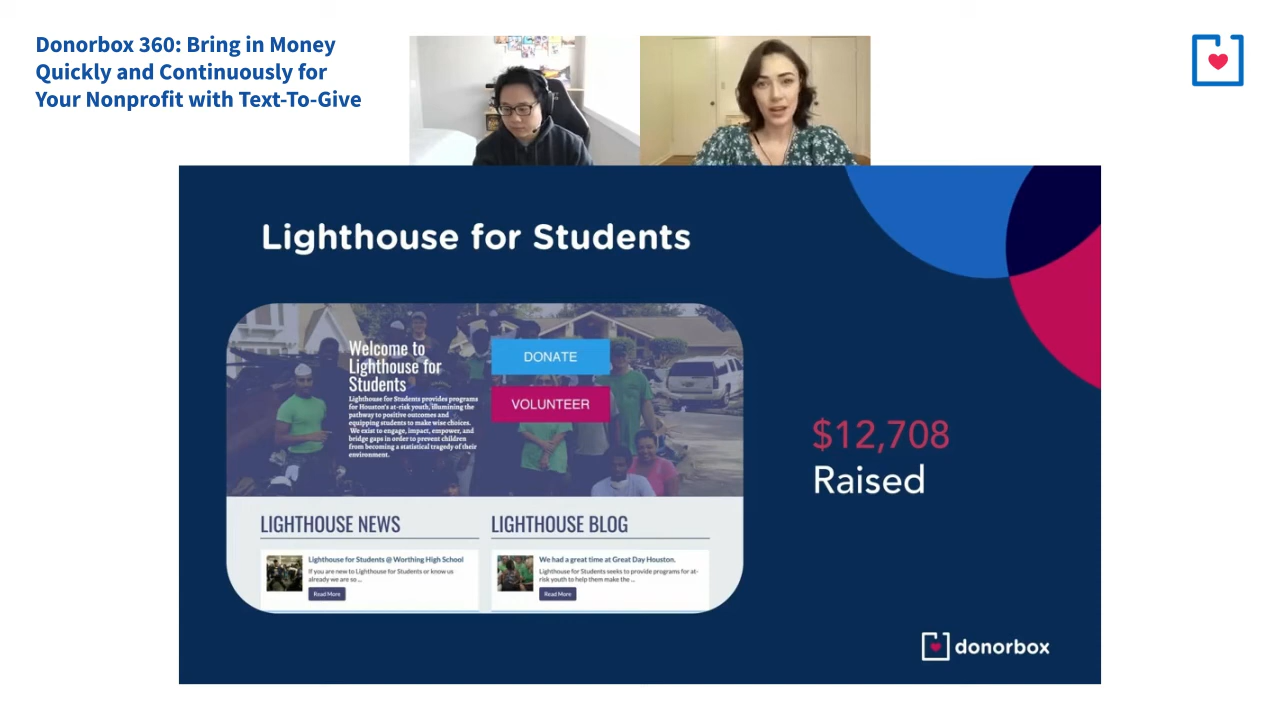 Donorbox 360: Bring in Money
Quickly and Continuously for
Your Nonprofit with Text-To-Give
Lighthouse for Students
Welcome to
Lighthouse for
Students
Lighthouse for Students provides programs
for Houston's at-risk youth, illumining the
pathway to positive outcomes and
equipping students to make wise choices.
We exist to engage, impact, empower, and
bridge gaps in order to prevent children
from becoming a statistical tragedy of their
environment.
DONATE
VOLUNTEER
$12,708
Raised
LIGHTHOUSE NEWS
Lighthouse for Students @ Worthing High School
If you are new to Lighthouse for Students or know us
already we are so ...
Read More
LIGHTHOUSE BLOG
We had a great time at Great Day Houston.
Lighthouse for Students seeks to provide programs for at-
risk youth to help them make the ...
Read More
donorbox